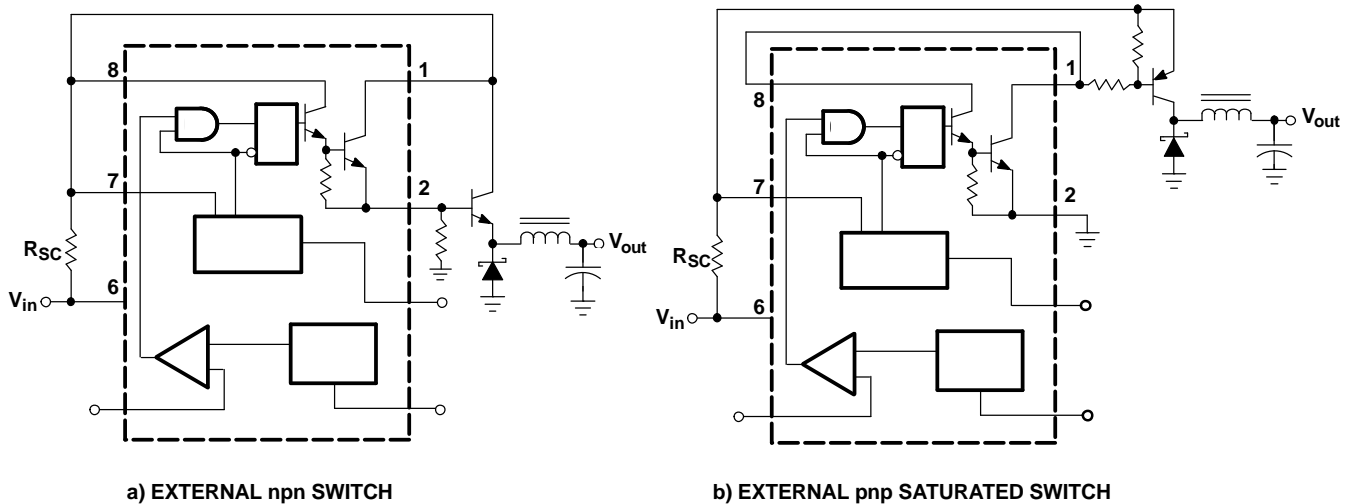 8
1
7
2
RSC
Vin
6
Vout
a) EXTERNAL npn SWITCH
8
1
7
2
RSC
Vin
6
Vout
b) EXTERNAL pnp SATURATED SWITCH